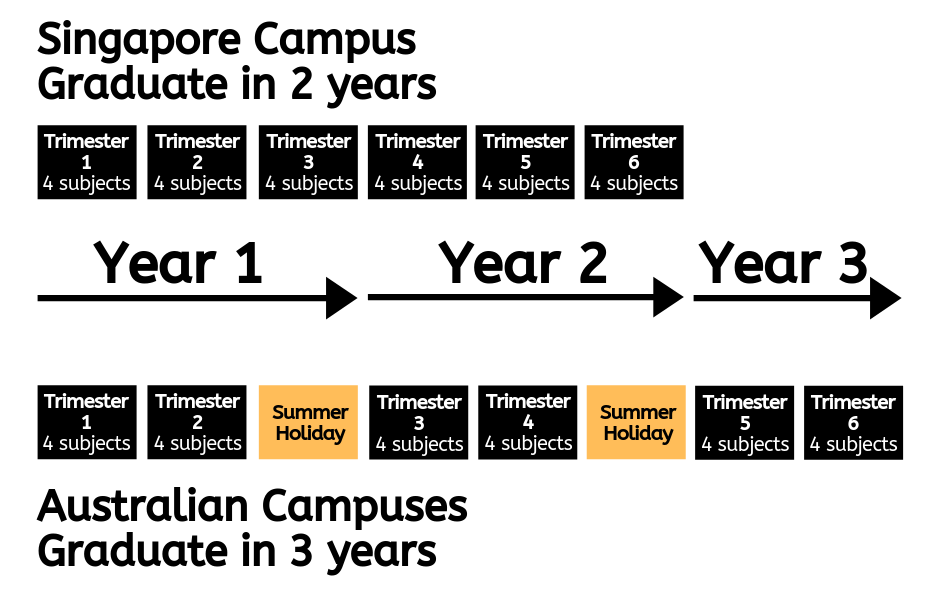 Singapore Campus
Graduate in 2 years
Trimester
1
4 subjects
Trimester
2
4 subjects
Trimester
3
4 subjects
Trimester
4
4 subjects
Trimester
5
4 subjects
Trimester
6
4 subjects
Year 1
Year 2
Year 3
Trimester
1
4 subjects
Trimester
2
4 subjects
Summer
Holiday
Trimester
3
4 subjects
Trimester
4
4 subjects
Summer
Holiday
Trimester
5
4 subjects
Trimester
6
4 subjects
Australian Campuses
Graduate in 3 years